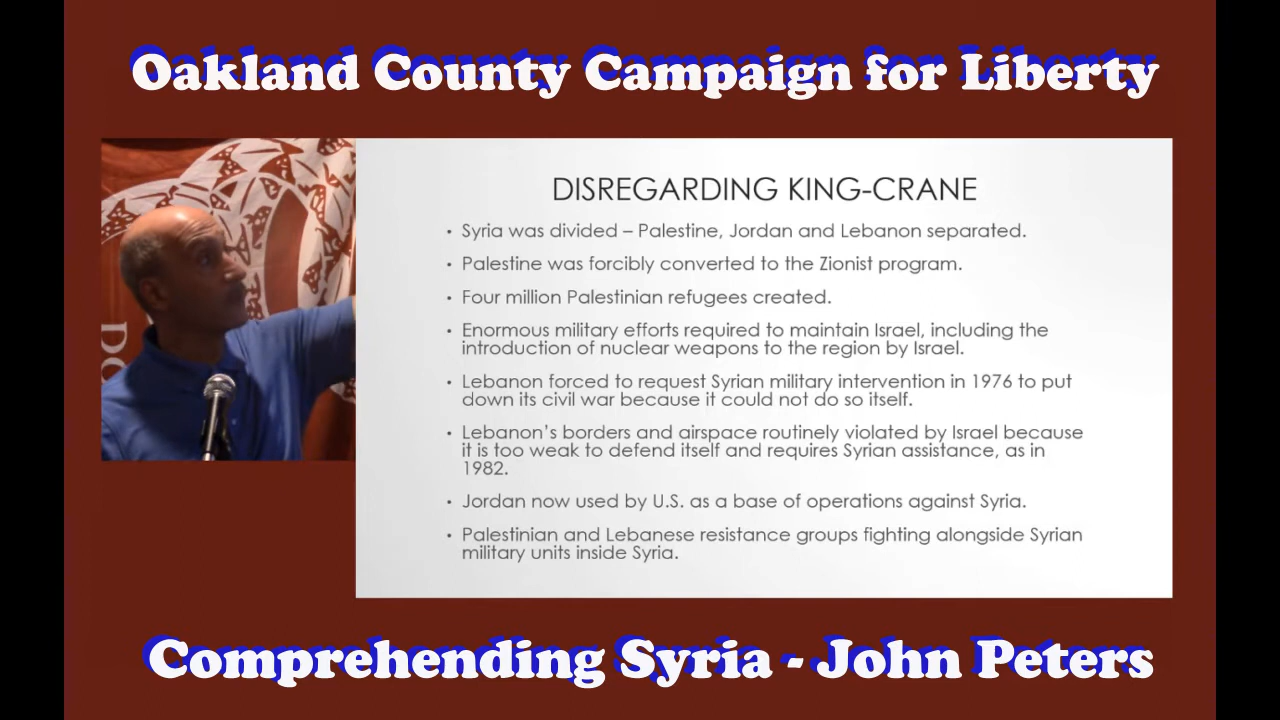 Oakland County Campaign for Liberty
DISREGARDING KING-CRANE
• Syria was divided – Palestine, Jordan and Lebanon separated.
• Palestine was forcibly converted to the Zionist program.
• Four million Palestinian refugees created.
• Enormous military efforts required to maintain Israel, including the
introduction of nuclear weapons to the region by Israel.
• Lebanon forced to request Syrian military intervention in 1976 to put
down its civil war because it could not do so itself.
• Lebanon's borders and airspace routinely violated by Israel because
it is too weak to defend itself and requires Syrian assistance, as in
1982.
• Jordan now used by U.S. as a base of operations against Syria.
• Palestinian and Lebanese resistance groups fighting alongside Syrian
military units inside Syria.
Comprehending Syria - John Peters